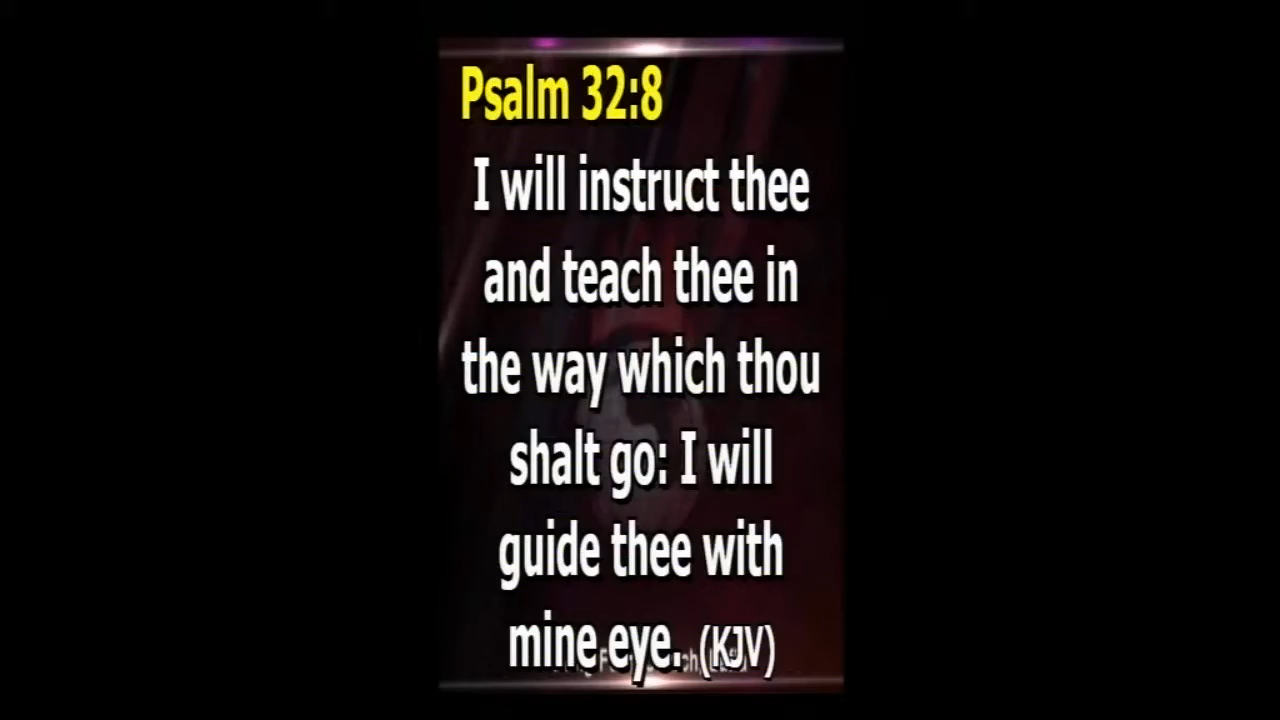 Psalm 32:8
I will instruct thee
and teach thee in
the way which thou
shalt go: I will
guide thee with
mine eye. (KJV)